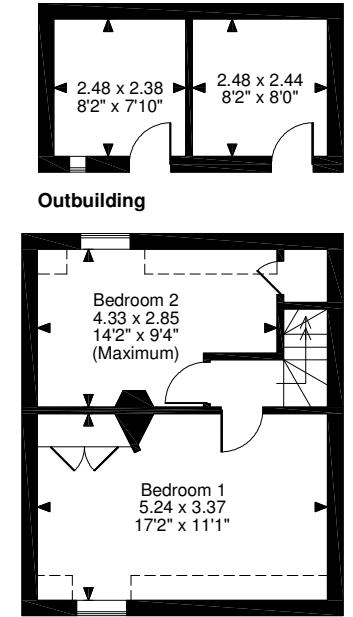 2.48 x 2.38
8'2" x 7'10"
2.48 x 2.44
8'2" x 8'0"
Outbuilding
Bedroom 2
4.33 x 2.85
14'2" x 9'4"
(Maximum)
Bedroom 1
5.24 x 3.37
17'2" x 11'1"